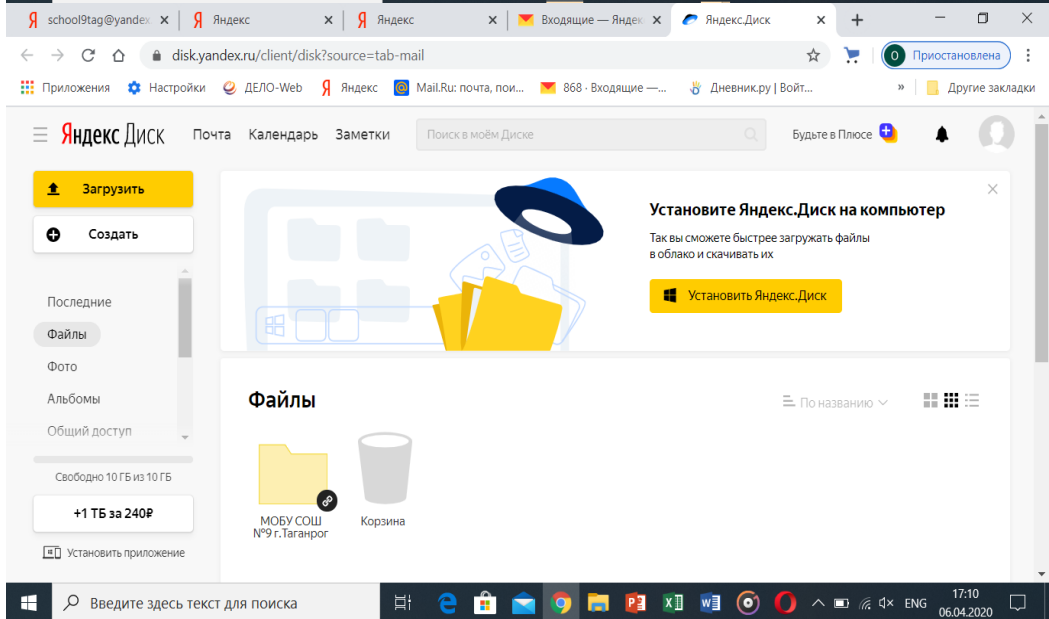 school9tag@yandex
Яндекс
Яндекс
Входящие — Яндек
Яндекс.Диск
disk.yandex.ru/client/disk?source=tab-mail
О
Приостановлена
Приложения
Настройки
ДЕЛО-Web
Яндекс
Mail.Ru: почта, пои...
868 · Входящие —...
Дневник.ру | Войт...
»
Другие закладки
Яндекс Диск
Почта
Календарь
Заметки
Поиск в моём Диске
Будьте в Плюсе
Загрузить
Создать
Последние
Файлы
Фото
Альбомы
Общий доступ
Свободно 10 ГБ из 10 ГБ
+1 ТБ за 240₽
Установить приложение
Установите Яндекс.Диск на компьютер
Так вы сможете быстрее загружать файлы
в облако и скачивать их
Установить Яндекс.Диск
Файлы
По названию
МОБУ СОШ
№9 г.Таганрог
Корзина
Введите здесь текст для поиска
ENG
17:10
06.04.2020